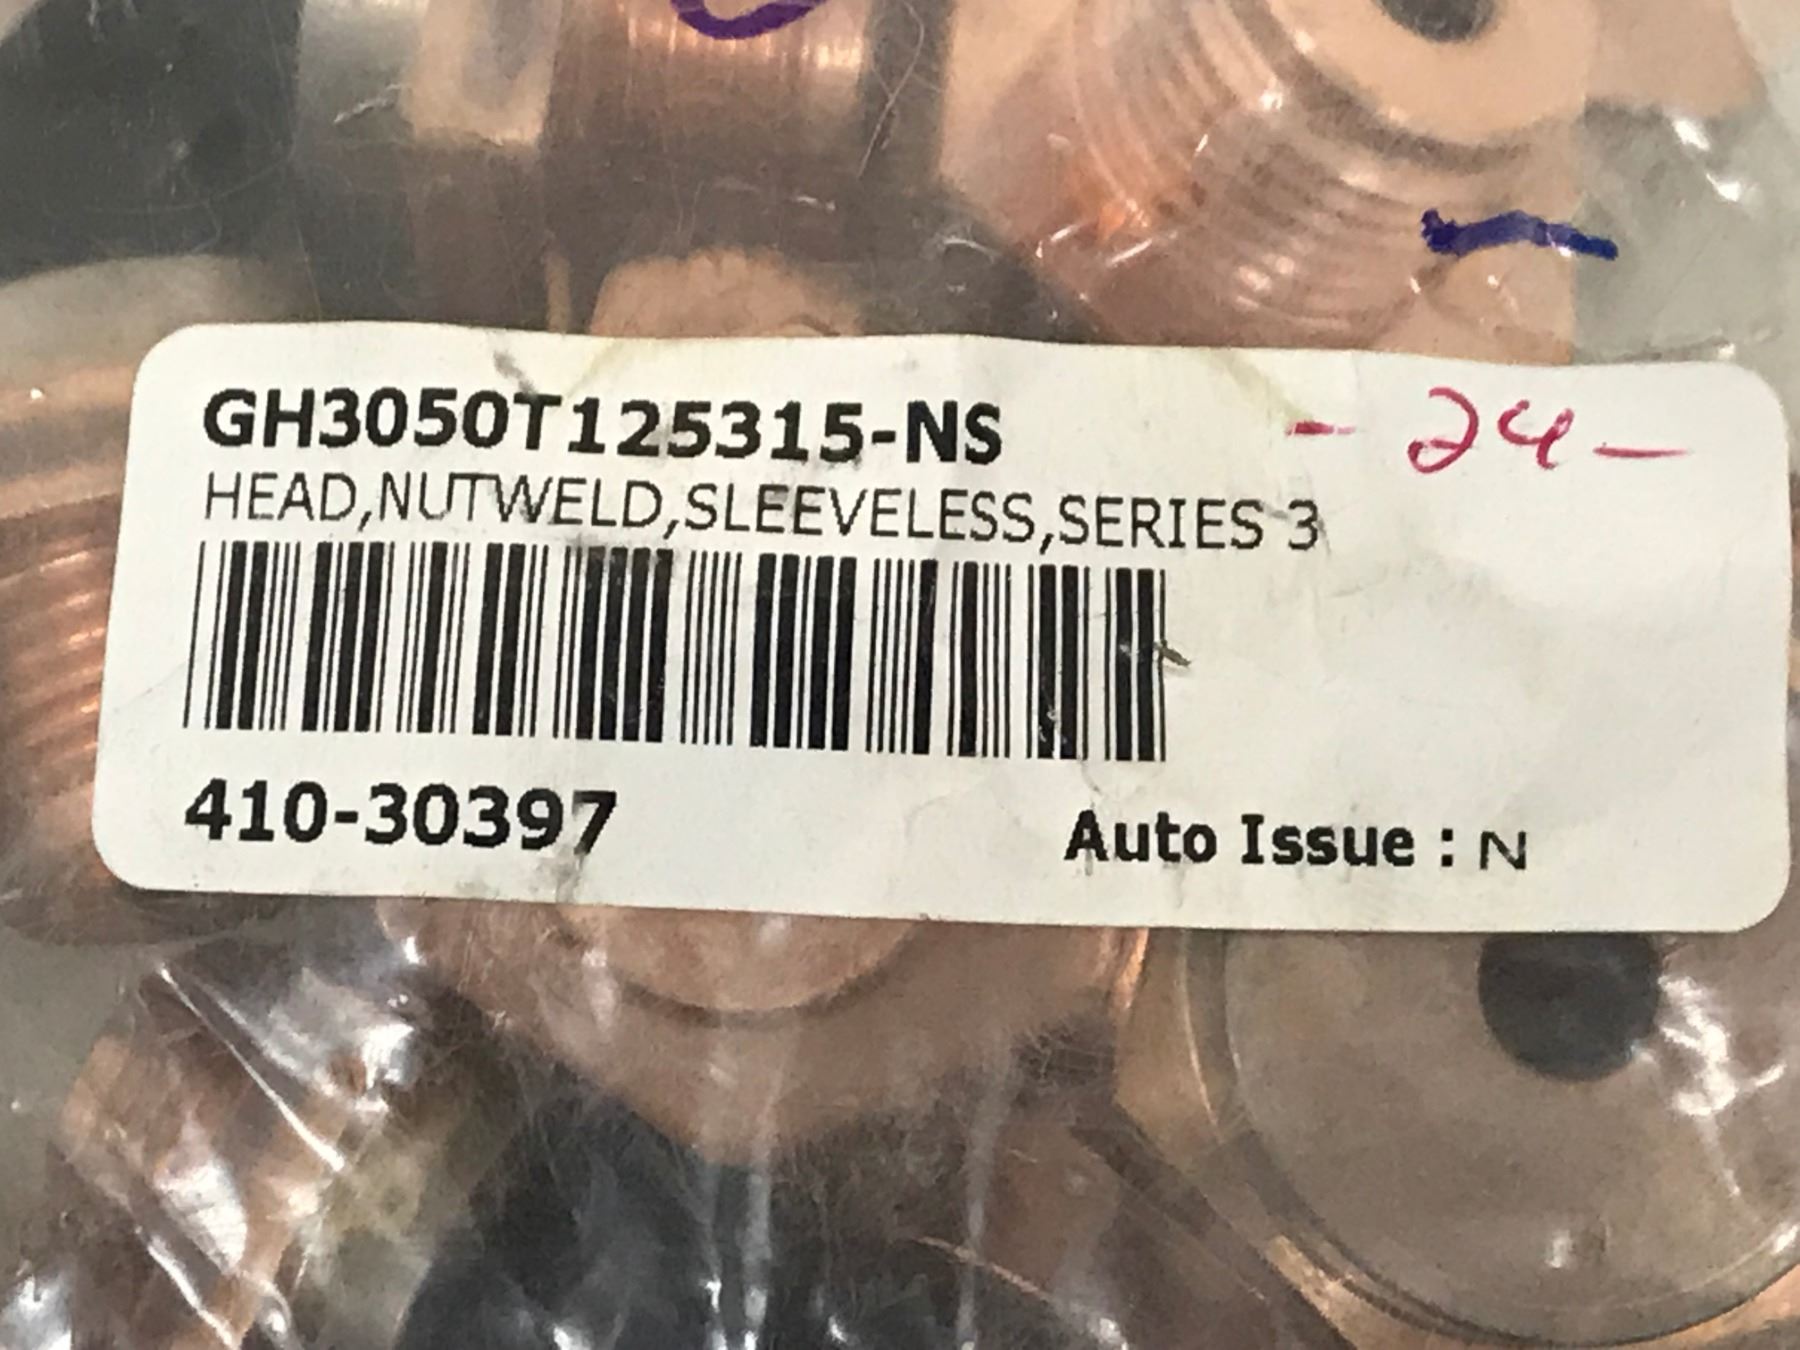 GH3050T125315-NS
- 24 -
HEAD,NUTWELD,SLEEVELESS,SERIES 3
410-30397
Auto Issue : N